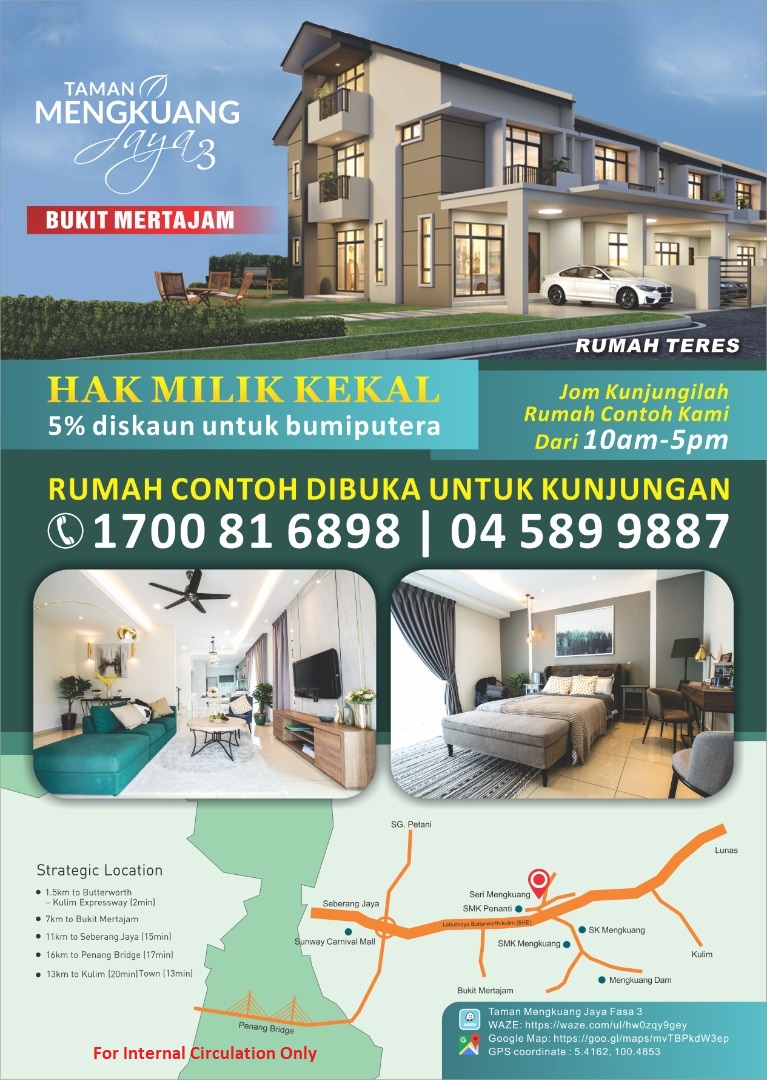 TAMAN
MENGKUANG
Jaya 3
BUKIT MERTAJAM
RUMAH TERES
HAK MILIK KEKAL
5% diskaun untuk bumiputera
Jom Kunjungilah
Rumah Contoh Kami
Dari 10am-5pm
RUMAH CONTOH DIBUKA UNTUK KUNJUNGAN
1700 81 6898 | 04 589 9887
Strategic Location
• 1.5km to Butterworth
– Kulim Expressway (2min)
• 7km to Bukit Mertajam
• 11km to Seberang Jaya (15min)
• 16km to Penang Bridge (17min)
• 13km to Kulim (20min)Town (13min)
SG. Petani
Lunas
Seri Mengkuang
Seberang Jaya
SMK Penanti
Lebuhraya Butterworth-kulim (BKE)
SK Mengkuang
Sunway Carnival Mall
SMK Mengkuang
Kulim
Mengkuang Dam
Bukit Mertajam
Penang Bridge
For Internal Circulation Only
Taman Mengkuang Jaya Fasa 3
WAZE: https://waze.com/ul/hw0zqy9gey
Google Map: https://goo.gl/maps/mvTBPkdW3ep
GPS coordinate : 5.4162, 100.4853